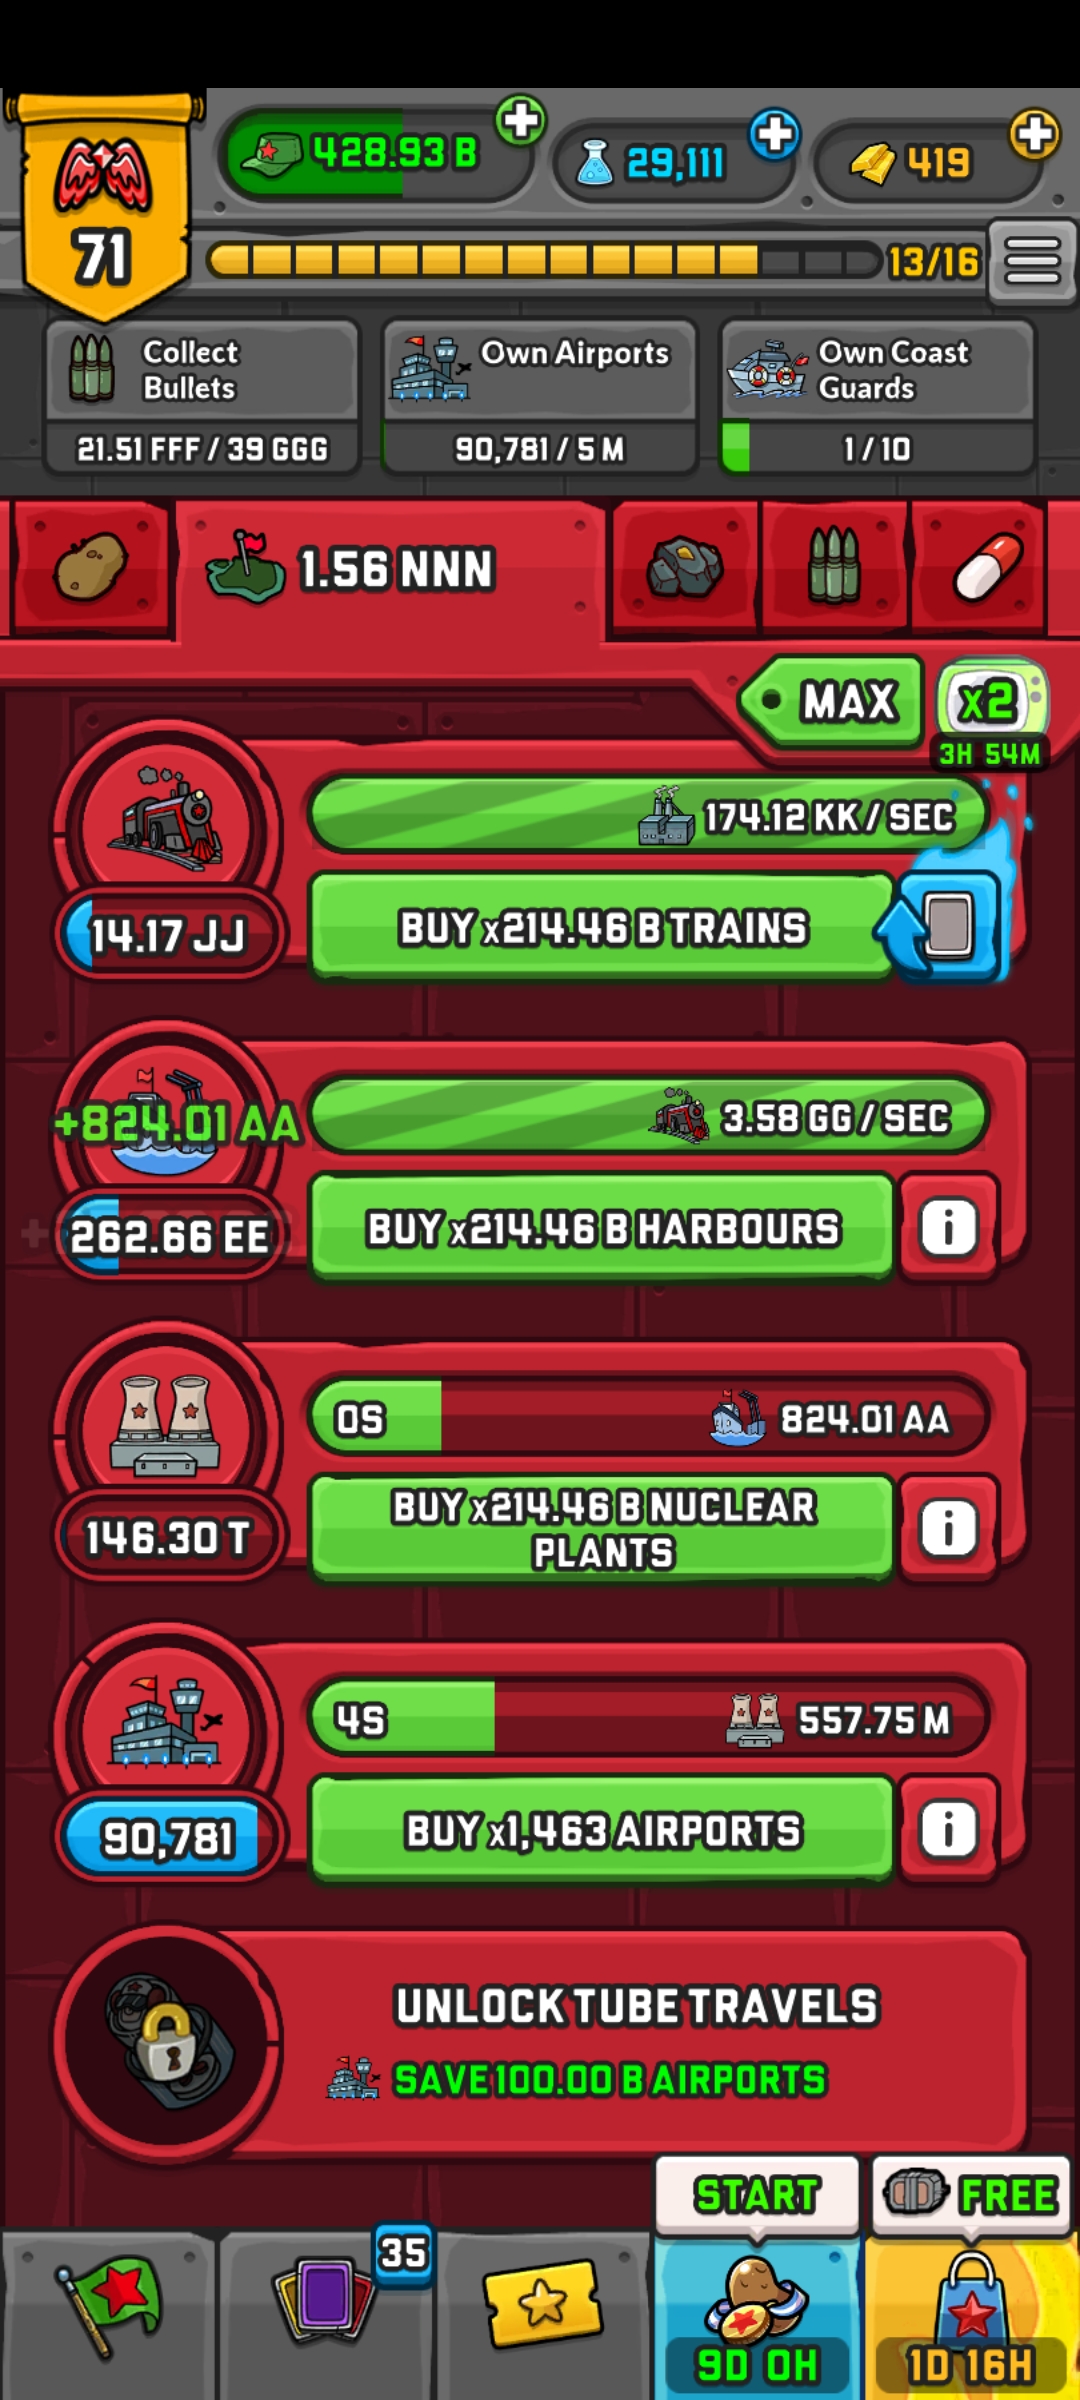 428.93 B
29,111
419
71
13/16
Collect
Bullets
21.51 FFF / 39 GGG
Own Airports
90,781 / 5 M
Own Coast
Guards
1 / 10
1.56 NNN
MAX
x2
3H 54M
174.12 KK / SEC
14.17 JJ
BUY x214.46 B TRAINS
+824.01 AA
3.58 GG / SEC
262.66 EE
BUY x214.46 B HARBOURS
i
0S
824.01 AA
146.30 T
BUY x214.46 B NUCLEAR
PLANTS
i
4S
557.75 M
90,781
BUY x1,463 AIRPORTS
i
UNLOCK TUBE TRAVELS
SAVE 100.00 B AIRPORTS
START
FREE
35
9D 0H
1D 16H